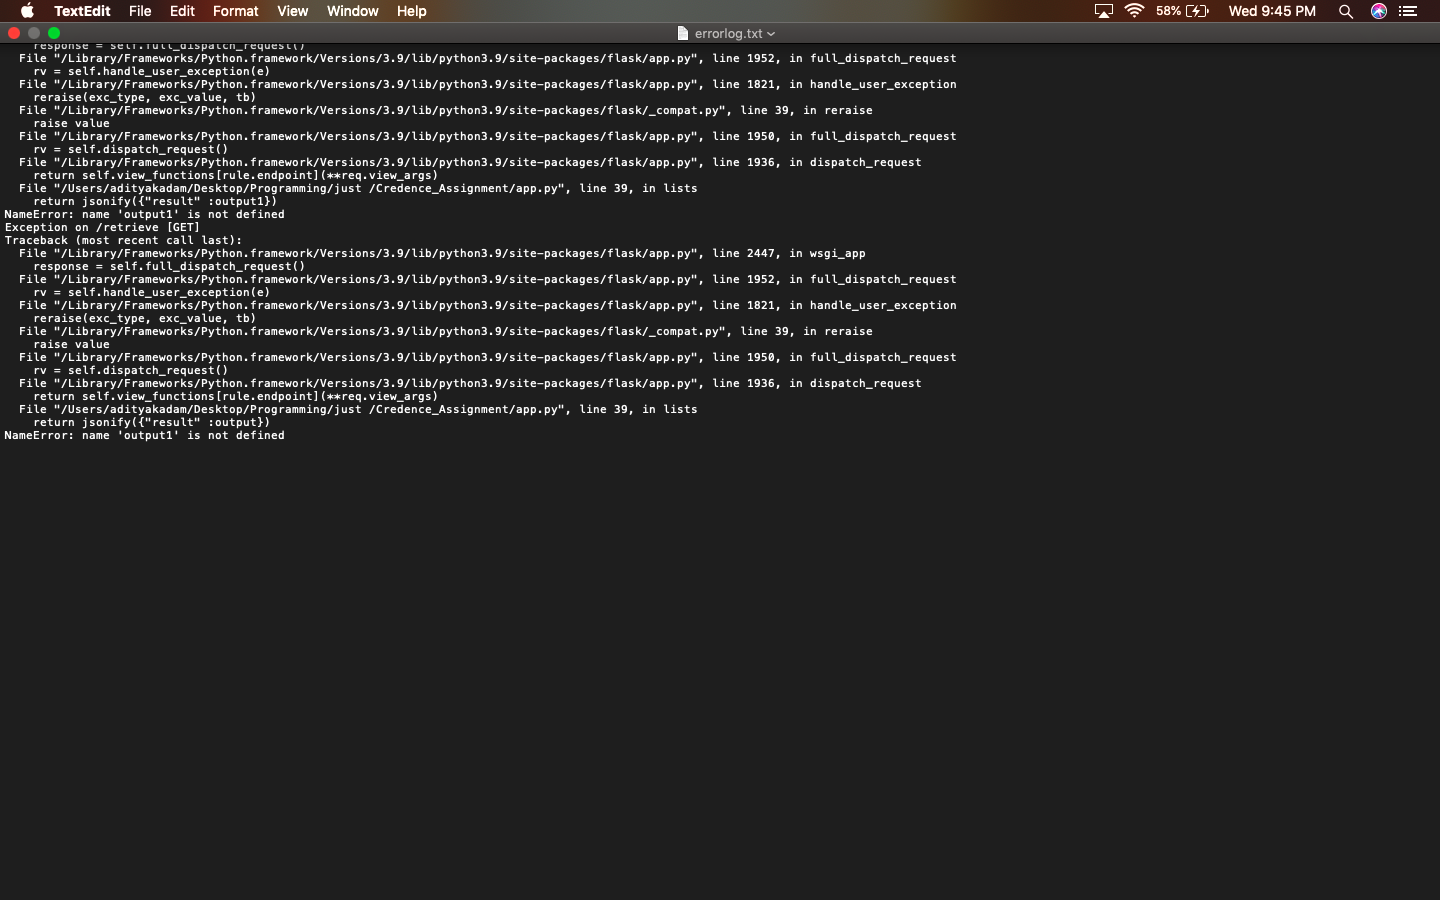 TextEdit File Edit Format View Window Help 58% Wed 9:45 PM
errorlog.txt
response = self.full_dispatch_request()
File "/Library/Frameworks/Python.framework/Versions/3.9/lib/python3.9/site-packages/flask/app.py", line 1952, in full_dispatch_request
rv = self.handle_user_exception(e)
File "/Library/Frameworks/Python.framework/Versions/3.9/lib/python3.9/site-packages/flask/app.py", line 1821, in handle_user_exception
reraise(exc_type, exc_value, tb)
File "/Library/Frameworks/Python.framework/Versions/3.9/lib/python3.9/site-packages/flask/_compat.py", line 39, in reraise
raise value
File "/Library/Frameworks/Python.framework/Versions/3.9/lib/python3.9/site-packages/flask/app.py", line 1950, in full_dispatch_request
rv = self.dispatch_request()
File "/Library/Frameworks/Python.framework/Versions/3.9/lib/python3.9/site-packages/flask/app.py", line 1936, in dispatch_request
return self.view_functions[rule.endpoint](**req.view_args)
File "/Users/adityakadam/Desktop/Programming/just /Credence_Assignment/app.py", line 39, in lists
return jsonify({"result" :output1})
NameError: name 'output1' is not defined
Exception on /retrieve [GET]
Traceback (most recent call last):
File "/Library/Frameworks/Python.framework/Versions/3.9/lib/python3.9/site-packages/flask/app.py", line 2447, in wsgi_app
response = self.full_dispatch_request()
File "/Library/Frameworks/Python.framework/Versions/3.9/lib/python3.9/site-packages/flask/app.py", line 1952, in full_dispatch_request
rv = self.handle_user_exception(e)
File "/Library/Frameworks/Python.framework/Versions/3.9/lib/python3.9/site-packages/flask/app.py", line 1821, in handle_user_exception
reraise(exc_type, exc_value, tb)
File "/Library/Frameworks/Python.framework/Versions/3.9/lib/python3.9/site-packages/flask/_compat.py", line 39, in reraise
raise value
File "/Library/Frameworks/Python.framework/Versions/3.9/lib/python3.9/site-packages/flask/app.py", line 1950, in full_dispatch_request
rv = self.dispatch_request()
File "/Library/Frameworks/Python.framework/Versions/3.9/lib/python3.9/site-packages/flask/app.py", line 1936, in dispatch_request
return self.view_functions[rule.endpoint](**req.view_args)
File "/Users/adityakadam/Desktop/Programming/just /Credence_Assignment/app.py", line 39, in lists
return jsonify({"result" :output})
NameError: name 'output1' is not defined